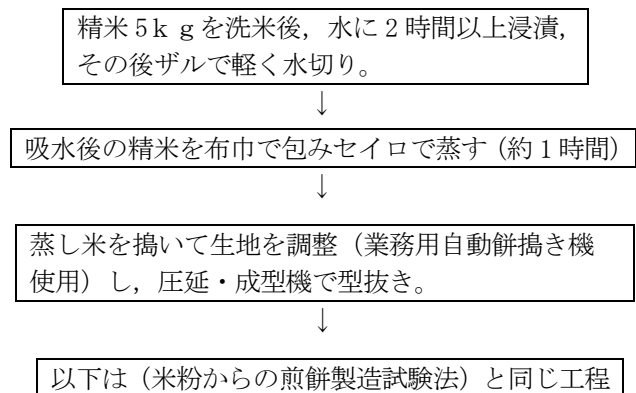 精米5ｋｇを洗米後，水に2時間以上浸漬，
その後ザルで軽く水切り。
↓
吸水後の精米を布巾で包みセイロで蒸す（約1時間）
↓
蒸し米を搗いて生地を調整（業務用自動餅搗き機
使用）し，圧延・成型機で型抜き。
↓
以下は（米粉からの煎餅製造試験法）と同じ工程